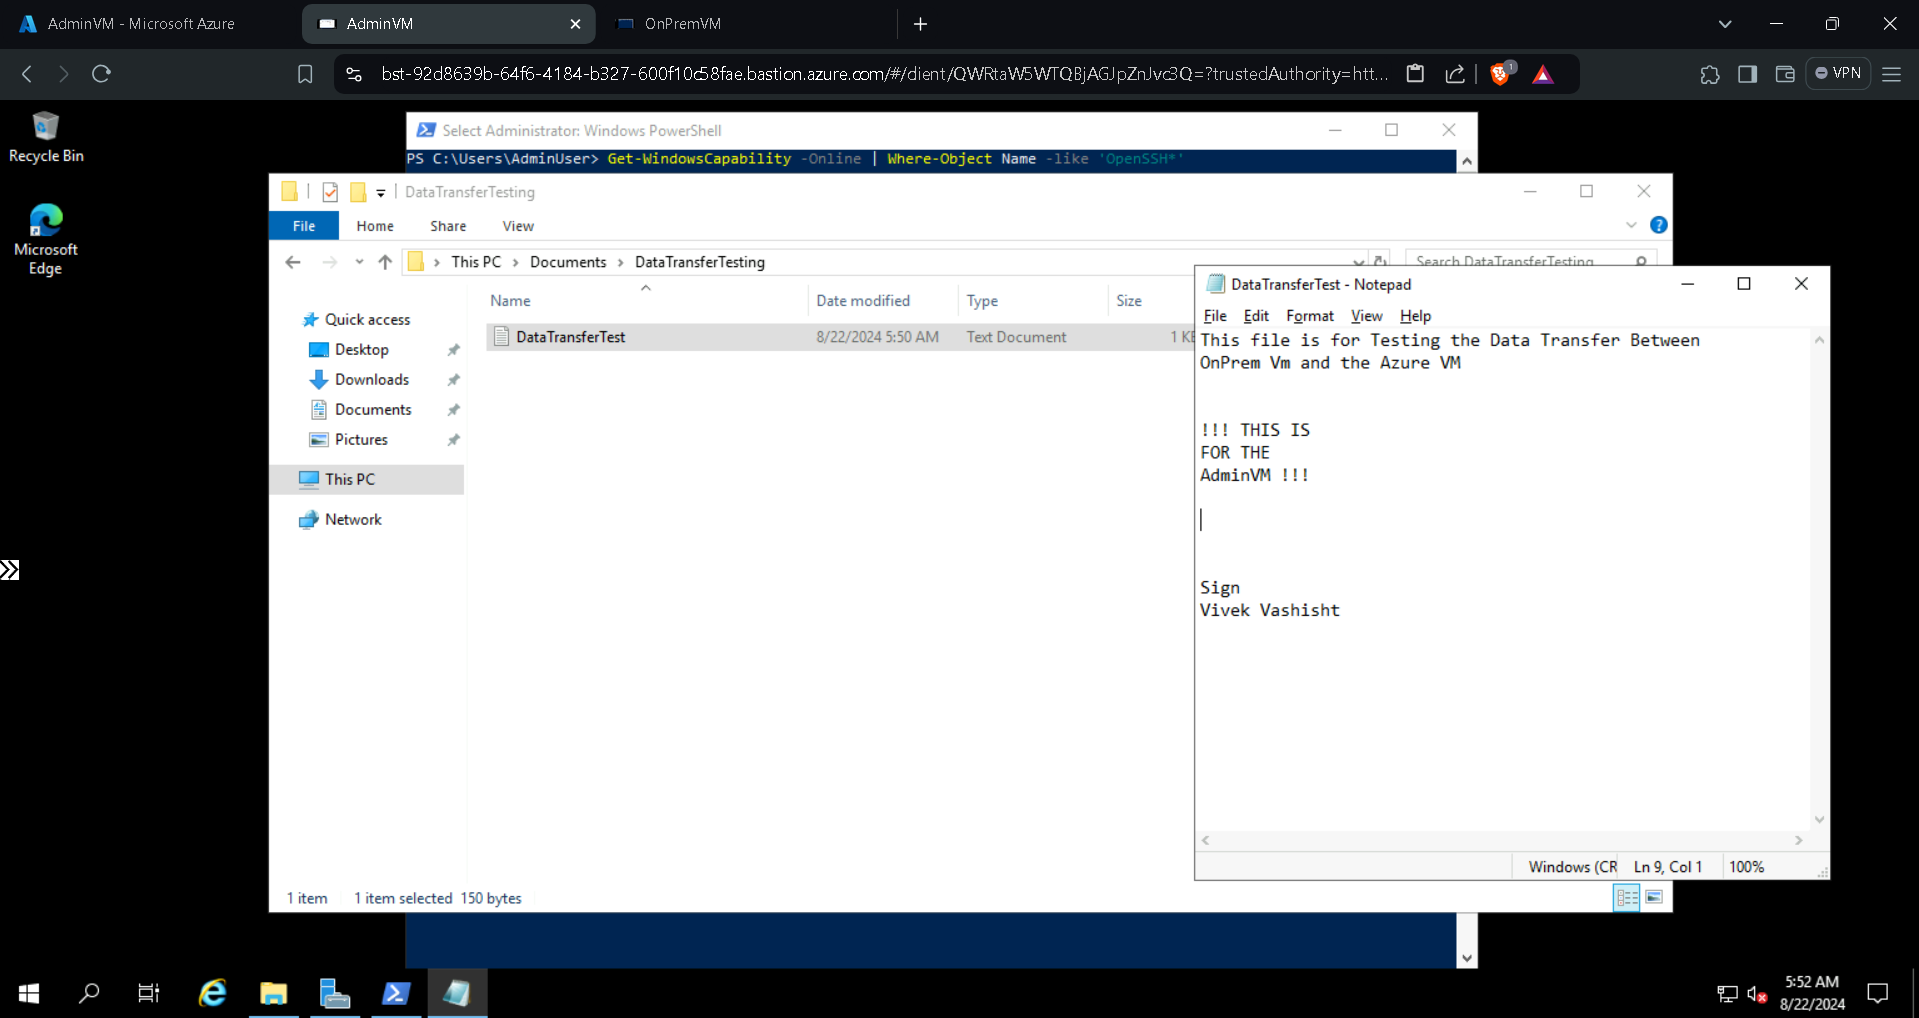 AdminVM - Microsoft Azure
AdminVM
OnPremVM
bst-92d8639b-64f6-4184-b327-600f10c58fae.bastion.azure.com/#/client/QWRtaW5WTQBjAGJpZnJvc3Q=?trustedAuthority=htt...
1
VPN
Recycle Bin
Microsoft
Edge
Select Administrator: Windows PowerShell
PS C:\Users\AdminUser> Get-WindowsCapability -Online | Where-Object Name -like 'OpenSSH*'
DataTransferTesting
File Home Share View
This PC > Documents > DataTransferTesting
Search DataTransferTesting
Name Date modified Type Size
DataTransferTest 8/22/2024 5:50 AM Text Document 1 KB
Quick access
Desktop
Downloads
Documents
Pictures
This PC
Network
1 item 1 item selected 150 bytes
DataTransferTest - Notepad
File Edit Format View Help
This file is for Testing the Data Transfer Between
OnPrem Vm and the Azure VM
!!! THIS IS
FOR THE
AdminVM !!!
Sign
Vivek Vashisht
Windows (CR Ln 9, Col 1 100%
5:52 AM
8/22/2024